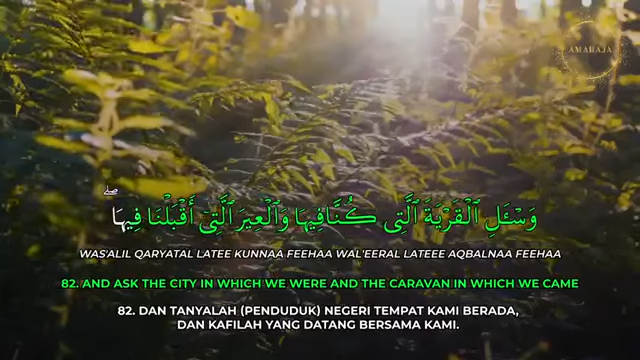 AMARAJA
وَسْـَٔلِ ٱلْقَرْيَةَ ٱلَّتِى كُنَّا فِيهَا وَٱلْعِيرَ ٱلَّتِىٓ أَقْبَلْنَا فِيهَا ۖ
WAS'ALIL QARYATAL LATEE KUNNAA FEEHAA WAL'EERAL LATEEE AQBALNAA FEEHAA
82. AND ASK THE CITY IN WHICH WE WERE AND THE CARAVAN IN WHICH WE CAME
82. DAN TANYALAH (PENDUDUK) NEGERI TEMPAT KAMI BERADA,
DAN KAFILAH YANG DATANG BERSAMA KAMI.